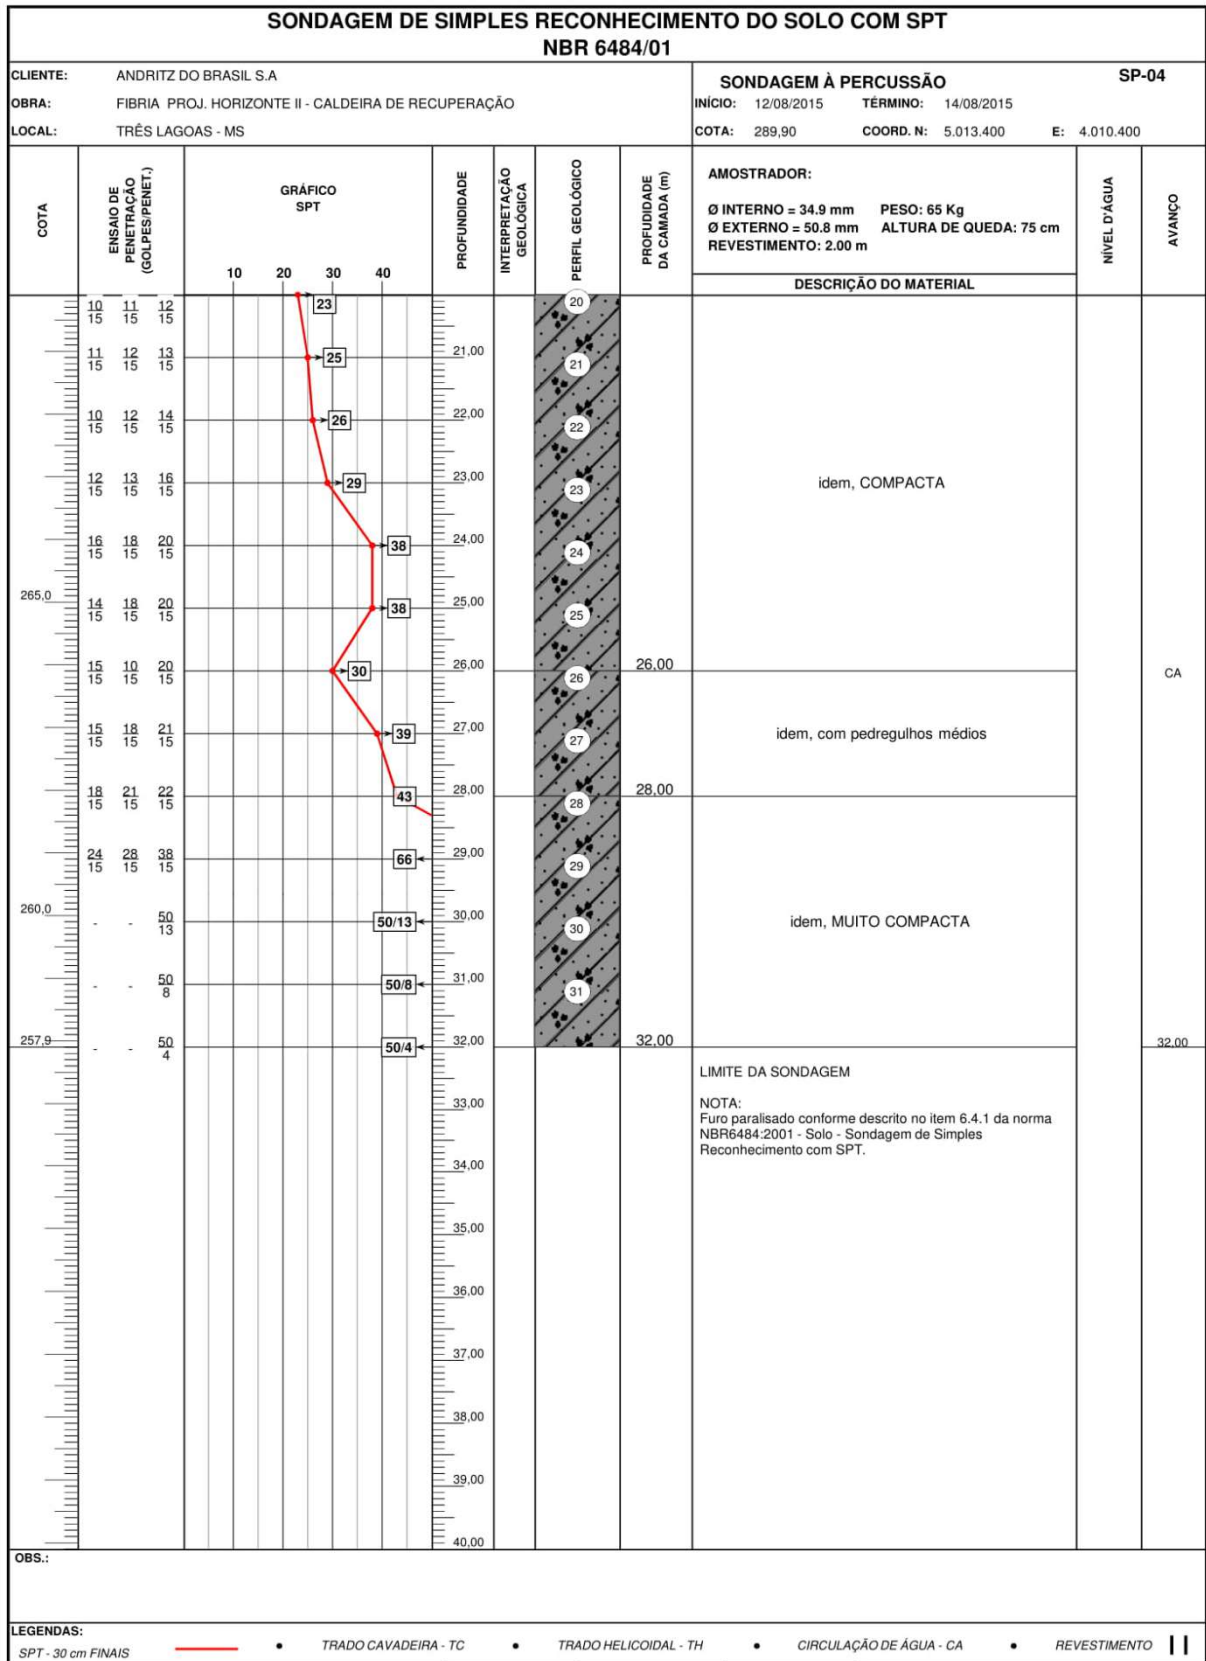 SONDAGEM DE SIMPLES RECONHECIMENTO DO SOLO COM SPT
NBR 6484/01
CLIENTE: ANDRITZ DO BRASIL S.A
OBRA: FIBRIA PROJ. HORIZONTE II - CALDEIRA DE RECUPERAÇÃO
LOCAL: TRÊS LAGOAS - MS
SONDAGEM À PERCUSSÃO SP-04
INÍCIO: 12/08/2015 TÉRMINO: 14/08/2015
COTA: 289,90 COORD. N: 5.013.400 E: 4.010.400
COTA
ENSAIO DE
PENETRAÇÃO
(GOLPES/PENET.)
GRÁFICO
SPT
10 20 30 40
PROFUNDIDADE
INTERPRETAÇÃO
GEOLÓGICA
PERFIL GEOLÓGICO
PROFUDIDADE
DA CAMADA (m)
AMOSTRADOR:
Ø INTERNO = 34.9 mm PESO: 65 Kg
Ø EXTERNO = 50.8 mm ALTURA DE QUEDA: 75 cm
REVESTIMENTO: 2.00 m
DESCRIÇÃO DO MATERIAL
NÍVEL D'ÁGUA
AVANÇO
10 11 12 23 20
15 15 15
11 12 13 25 21,00 21
15 15 15
10 12 14 26 22,00 22
15 15 15
12 13 16 29 23,00 23 idem, COMPACTA
15 15 15
16 18 20 38 24,00 24
15 15 15
265,0 14 18 20 38 25,00 25
15 15 15
15 10 20 30 26,00 26 26,00 CA
15 15 15
15 18 21 39 27,00 27 idem, com pedregulhos médios
15 15 15
18 21 22 43 28,00 28 28,00
15 15 15
24 28 38 66 29,00 29
15 15 15
260,0 - - 50 50/13 30,00 30 idem, MUITO COMPACTA
13
- - 50 50/8 31,00 31
8
257,9 - - 50 50/4 32,00 32,00 32,00
4
LIMITE DA SONDAGEM
NOTA:
Furo paralisado conforme descrito no item 6.4.1 da norma
NBR6484:2001 - Solo - Sondagem de Simples
Reconhecimento com SPT.
33,00
34,00
35,00
36,00
37,00
38,00
39,00
40,00
OBS.:
LEGENDAS:
SPT - 30 cm FINAIS • TRADO CAVADEIRA - TC • TRADO HELICOIDAL - TH • CIRCULAÇÃO DE ÁGUA - CA • REVESTIMENTO